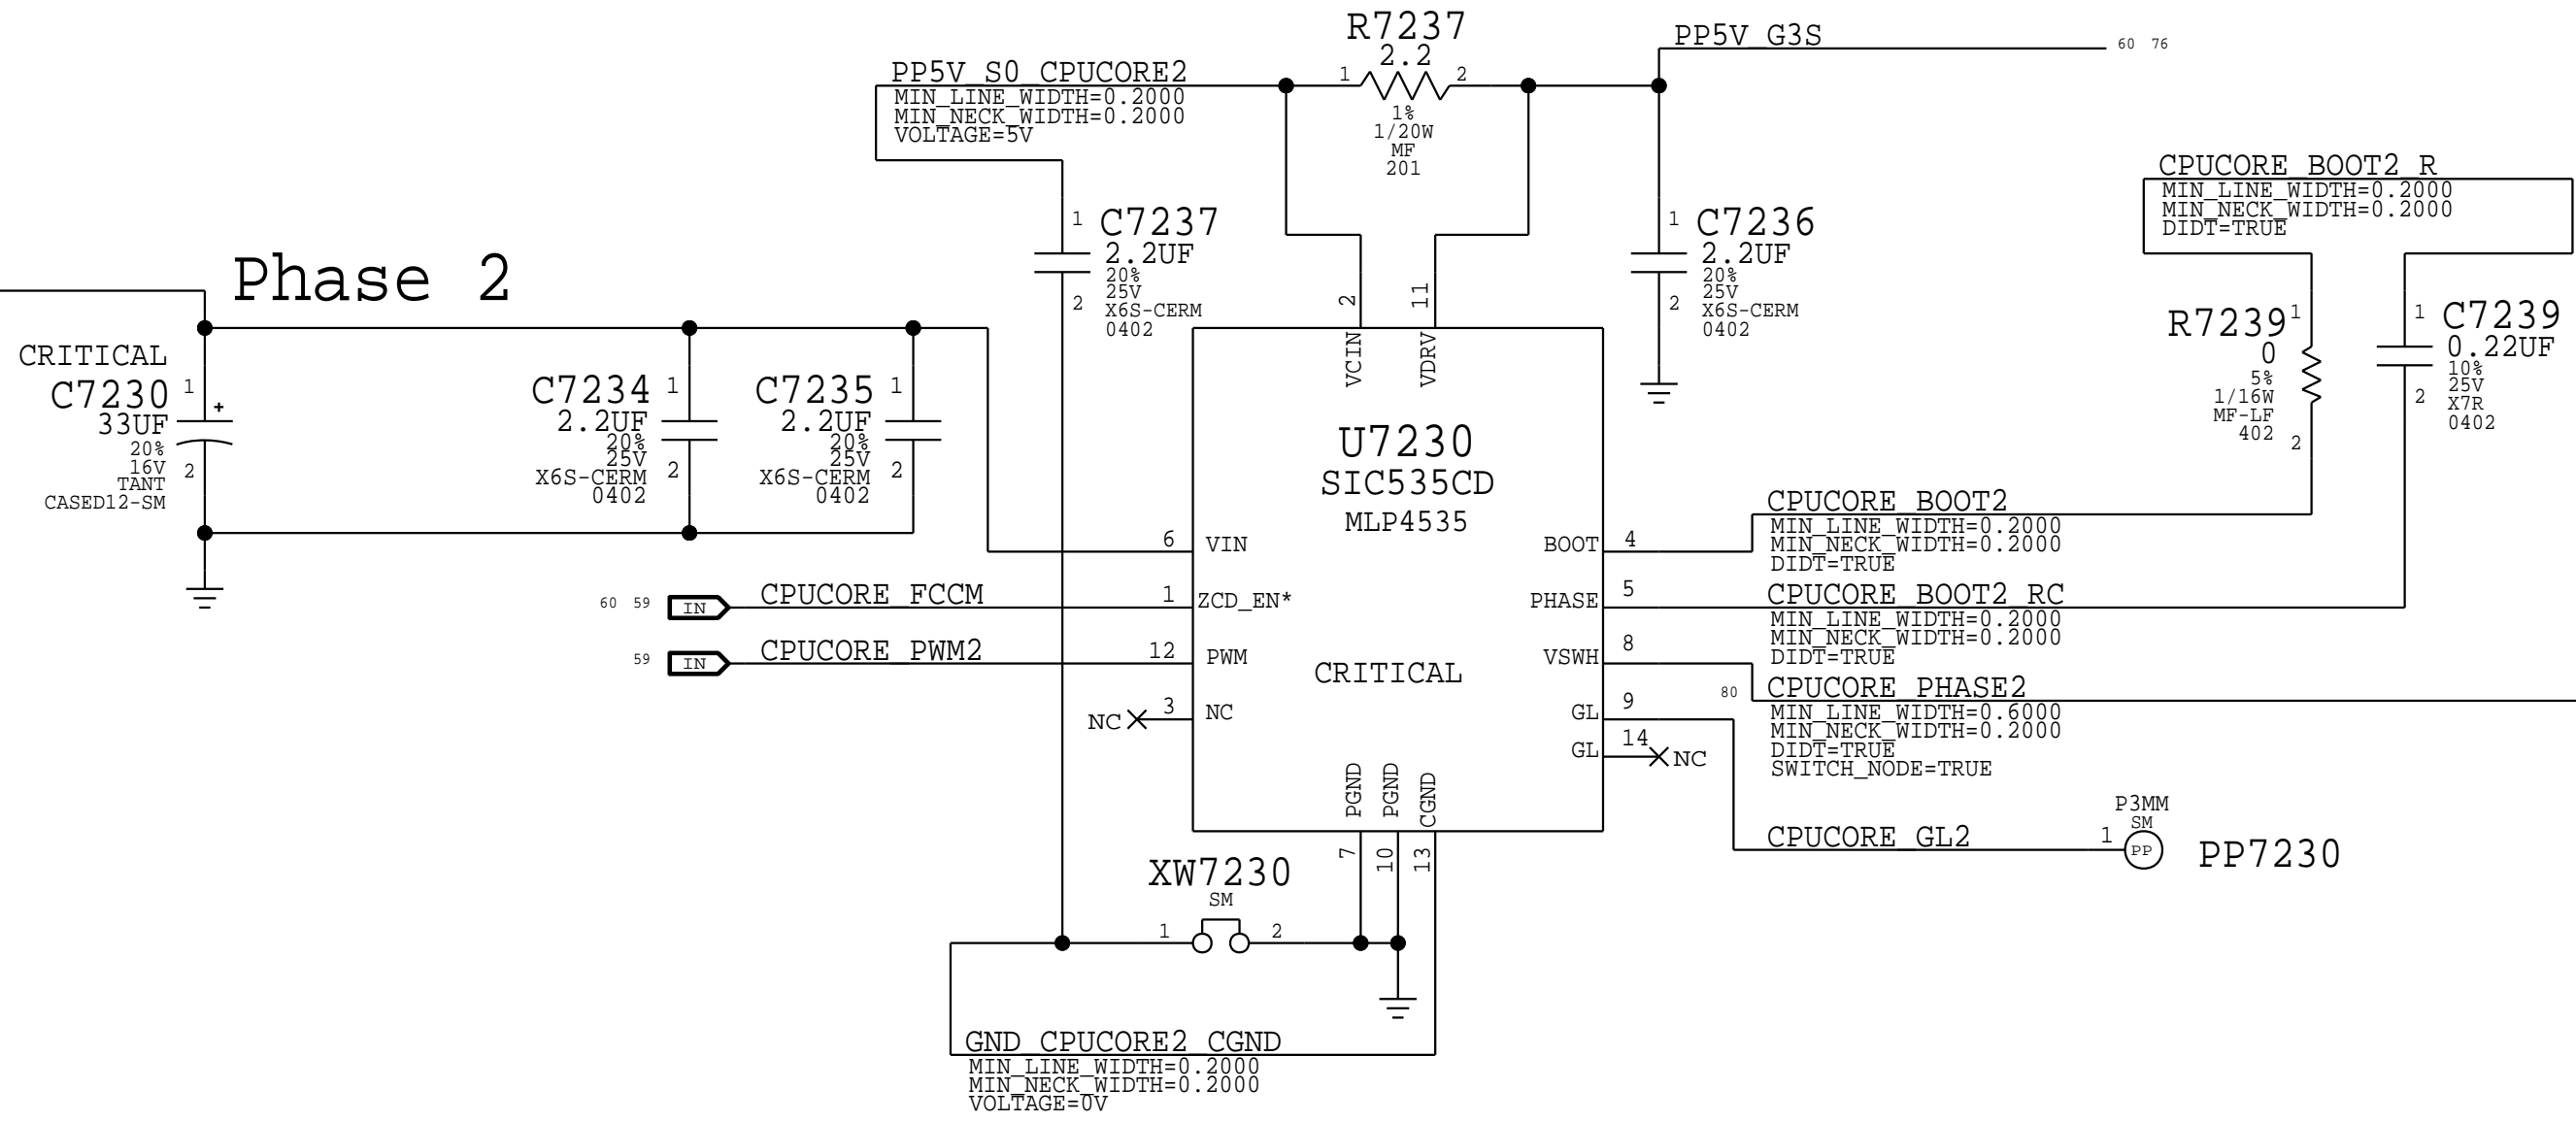 R7237
2.2
1 2
1%
1/20W
MF
201
PP5V_G3S 60 76
PP5V_S0_CPUCORE2
MIN_LINE_WIDTH=0.2000
MIN_NECK_WIDTH=0.2000
VOLTAGE=5V
CPUCORE_BOOT2_R
MIN_LINE_WIDTH=0.2000
MIN_NECK_WIDTH=0.2000
DIDT=TRUE
1 C7237
2.2UF
20%
25V
2 X6S-CERM
0402
1 C7236
2.2UF
20%
25V
2 X6S-CERM
0402
Phase 2
CRITICAL
C7230 1
+
33UF
20%
16V 2
TANT
CASED12-SM
C7234 1
2.2UF
20%
25V 2
X6S-CERM
0402
C7235 1
2.2UF
20%
25V 2
X6S-CERM
0402
R7239 1
0
5%
1/16W
MF-LF
402 2
1 C7239
0.22UF
10%
25V
2 X7R
0402
2 11
VCIN VDRV
U7230
SIC535CD
MLP4535
6 VIN
60 59 IN CPUCORE_FCCM 1 ZCD_EN*
59 IN CPUCORE_PWM2 12 PWM
NC 3 NC
CRITICAL
BOOT 4 CPUCORE_BOOT2
MIN_LINE_WIDTH=0.2000
MIN_NECK_WIDTH=0.2000
DIDT=TRUE
PHASE 5 CPUCORE_BOOT2_RC
MIN_LINE_WIDTH=0.2000
MIN_NECK_WIDTH=0.2000
DIDT=TRUE
VSWH 8
80 CPUCORE_PHASE2
MIN_LINE_WIDTH=0.6000
MIN_NECK_WIDTH=0.2000
DIDT=TRUE
SWITCH_NODE=TRUE
GL 9
GL 14 NC
PGND PGND CGND
7 10 13
P3MM
SM
CPUCORE_GL2 1 PP PP7230
XW7230
SM
1 2
GND_CPUCORE2_CGND
MIN_LINE_WIDTH=0.2000
MIN_NECK_WIDTH=0.2000
VOLTAGE=0V